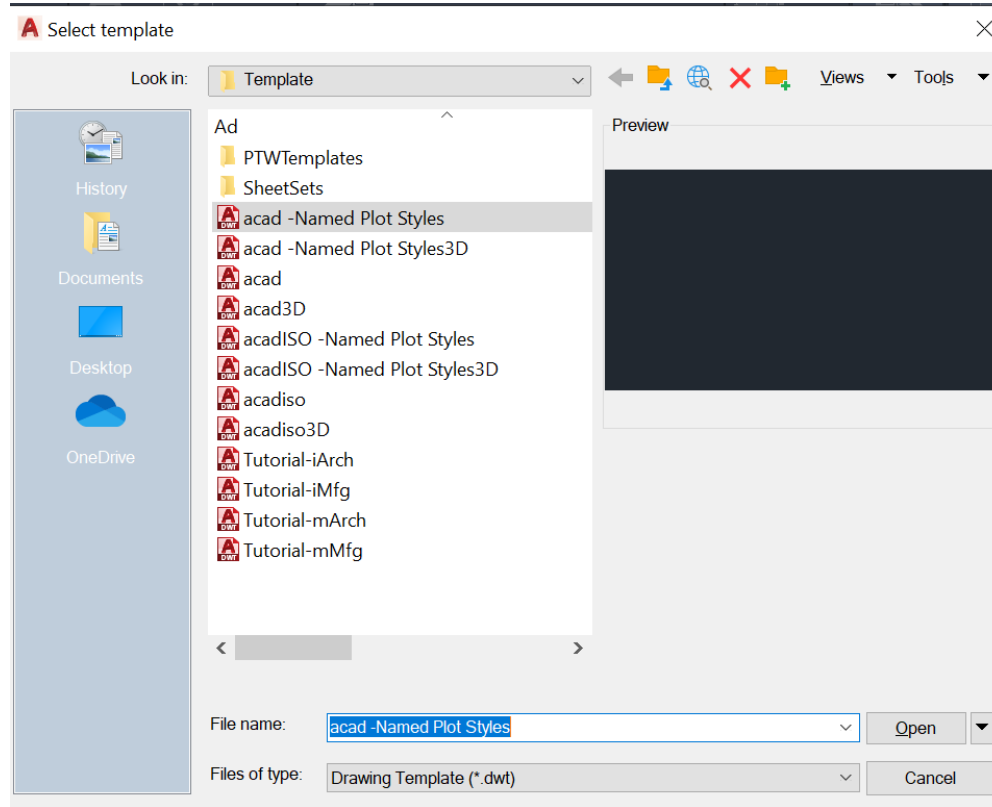 Select template
Look in: Template Views Tools
Ad
PTWTemplates
SheetSets
acad -Named Plot Styles
acad -Named Plot Styles3D
acad
acad3D
acadISO -Named Plot Styles
acadISO -Named Plot Styles3D
acadiso
acadiso3D
Tutorial-iArch
Tutorial-iMfg
Tutorial-mArch
Tutorial-mMfg
History
Documents
Desktop
OneDrive
Preview
File name: acad -Named Plot Styles Open
Files of type: Drawing Template (*.dwt) Cancel